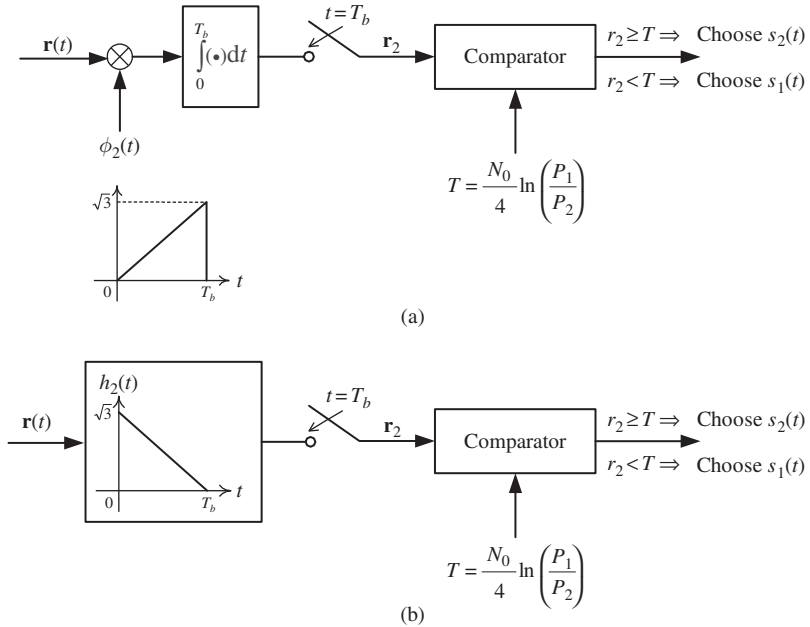 r(t)
T_b
∫(•)dt
0
t = T_b
r_2
Comparator
r_2 ≥ T ⇒ Choose s_2(t)
r_2 < T ⇒ Choose s_1(t)
ϕ_2(t)
T = N_0/4 ln(P_1/P_2)
√3
0
T_b
t
(a)
r(t)
h_2(t)
√3
0
T_b
t
t = T_b
r_2
Comparator
r_2 ≥ T ⇒ Choose s_2(t)
r_2 < T ⇒ Choose s_1(t)
T = N_0/4 ln(P_1/P_2)
(b)